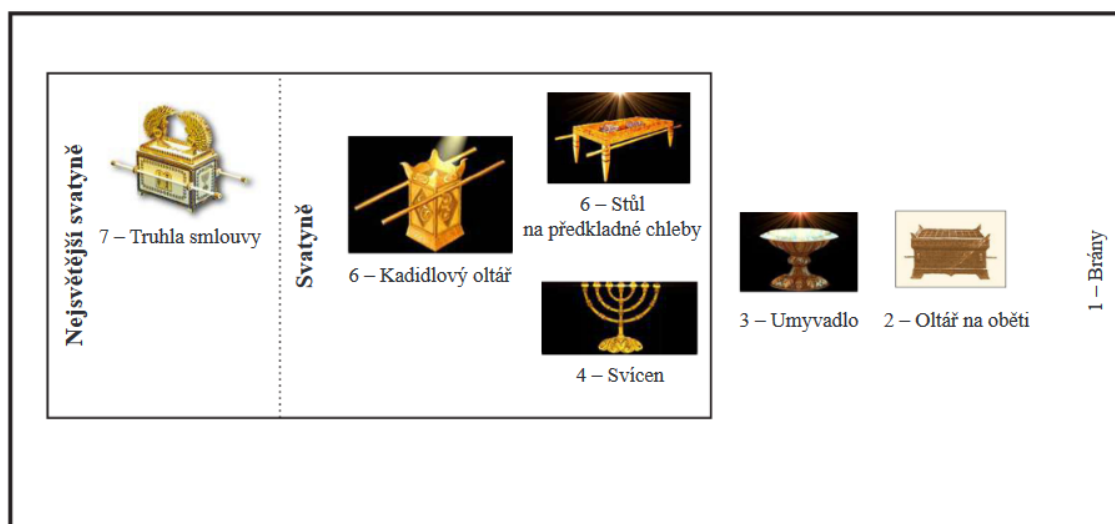 Nejsvětější svatyně
7 – Truhla smlouvy
Svatyně
6 – Kadidlový oltář
6 – Stůl
na předkladné chleby
4 – Svícen
3 – Umyvadlo
2 – Oltář na oběti
1 – Brány